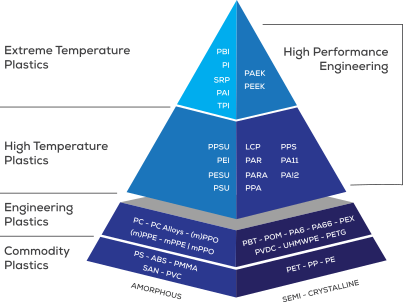 Extreme Temperature
Plastics
PBI
PI
SRP
PAI
TPI
PAEK
PEEK
High Performance
Engineering
High Temperature
Plastics
PPSU
PEI
PESU
PSU
LCP
PAR
PARA
PPA
PPS
PA11
PA12
Engineering
Plastics
PC - PC Alloys - (m)PPO
(m)PPE - mPPE | mPPO
PBT - POM - PA6 - PA66 - PEX
PVDC - UHMWPE - PETG
Commodity
Plastics
PS - ABS - PMMA
SAN - PVC
PET - PP - PE
AMORPHOUS
SEMI - CRYSTALLINE